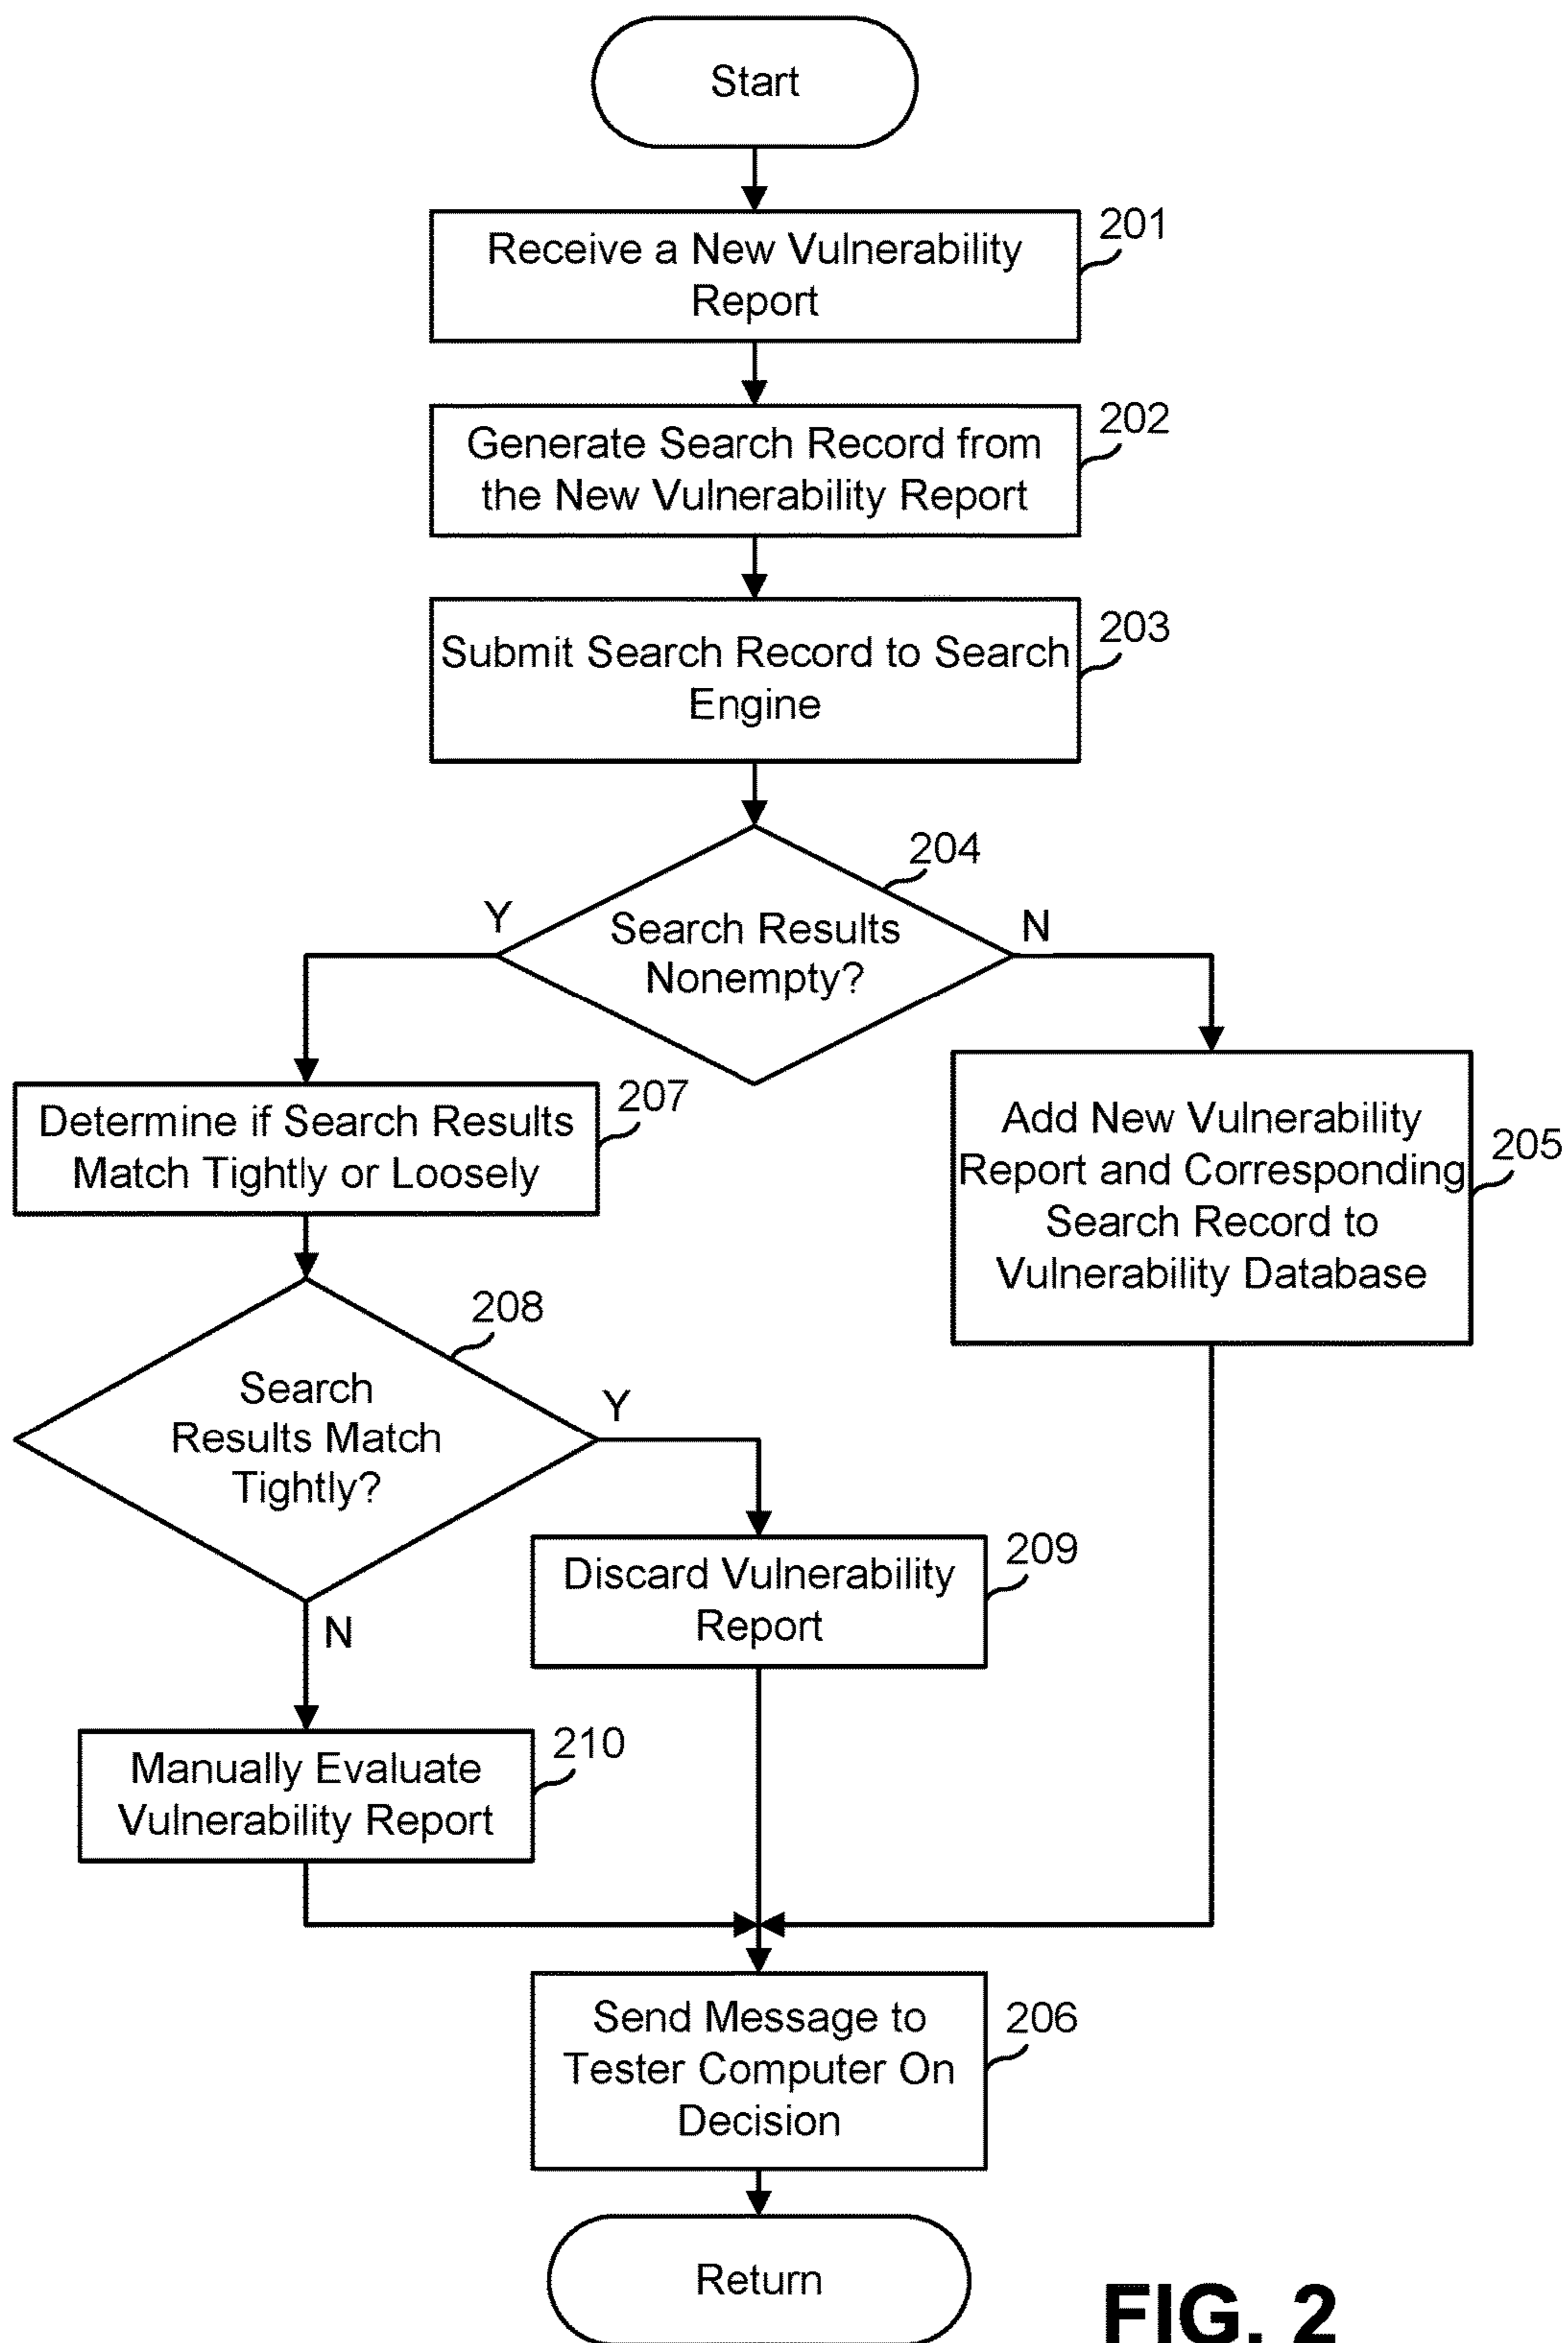 Start
201
Receive a New Vulnerability
Report
202
Generate Search Record from
the New Vulnerability Report
203
Submit Search Record to Search
Engine
204
Y
N
Search Results
Nonempty?
207
Determine if Search Results
Match Tightly or Loosely
205
Add New Vulnerability
Report and Corresponding
Search Record to
Vulnerability Database
208
Search
Results Match
Tightly?
Y
N
209
Discard Vulnerability
Report
210
Manually Evaluate
Vulnerability Report
206
Send Message to
Tester Computer On
Decision
Return
FIG. 2